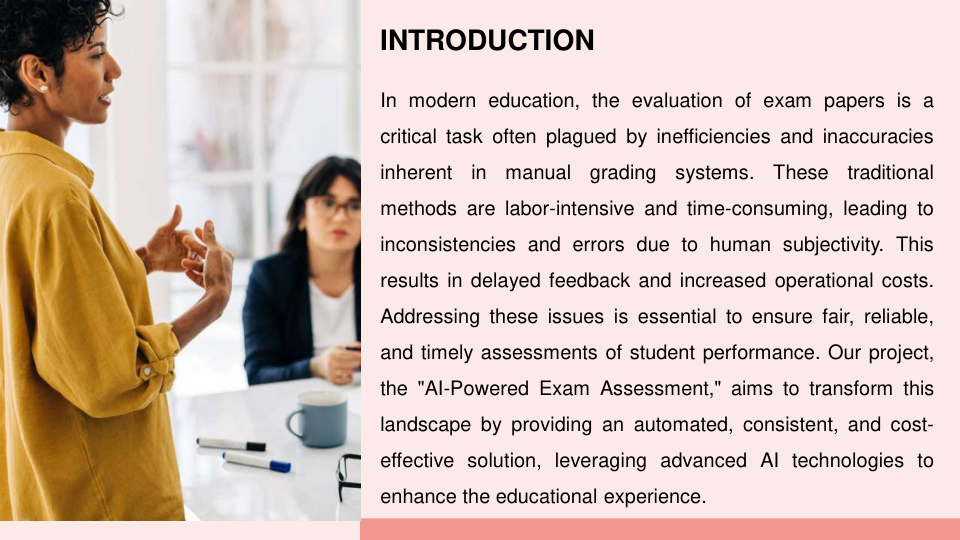 INTRODUCTION
In modern education, the evaluation of exam papers is a
critical task often plagued by inefficiencies and inaccuracies
inherent in manual grading systems. These traditional
methods are labor-intensive and time-consuming, leading to
inconsistencies and errors due to human subjectivity. This
results in delayed feedback and increased operational costs.
Addressing these issues is essential to ensure fair, reliable,
and timely assessments of student performance. Our project,
the "AI-Powered Exam Assessment," aims to transform this
landscape by providing an automated, consistent, and cost-
effective solution, leveraging advanced AI technologies to
enhance the educational experience.